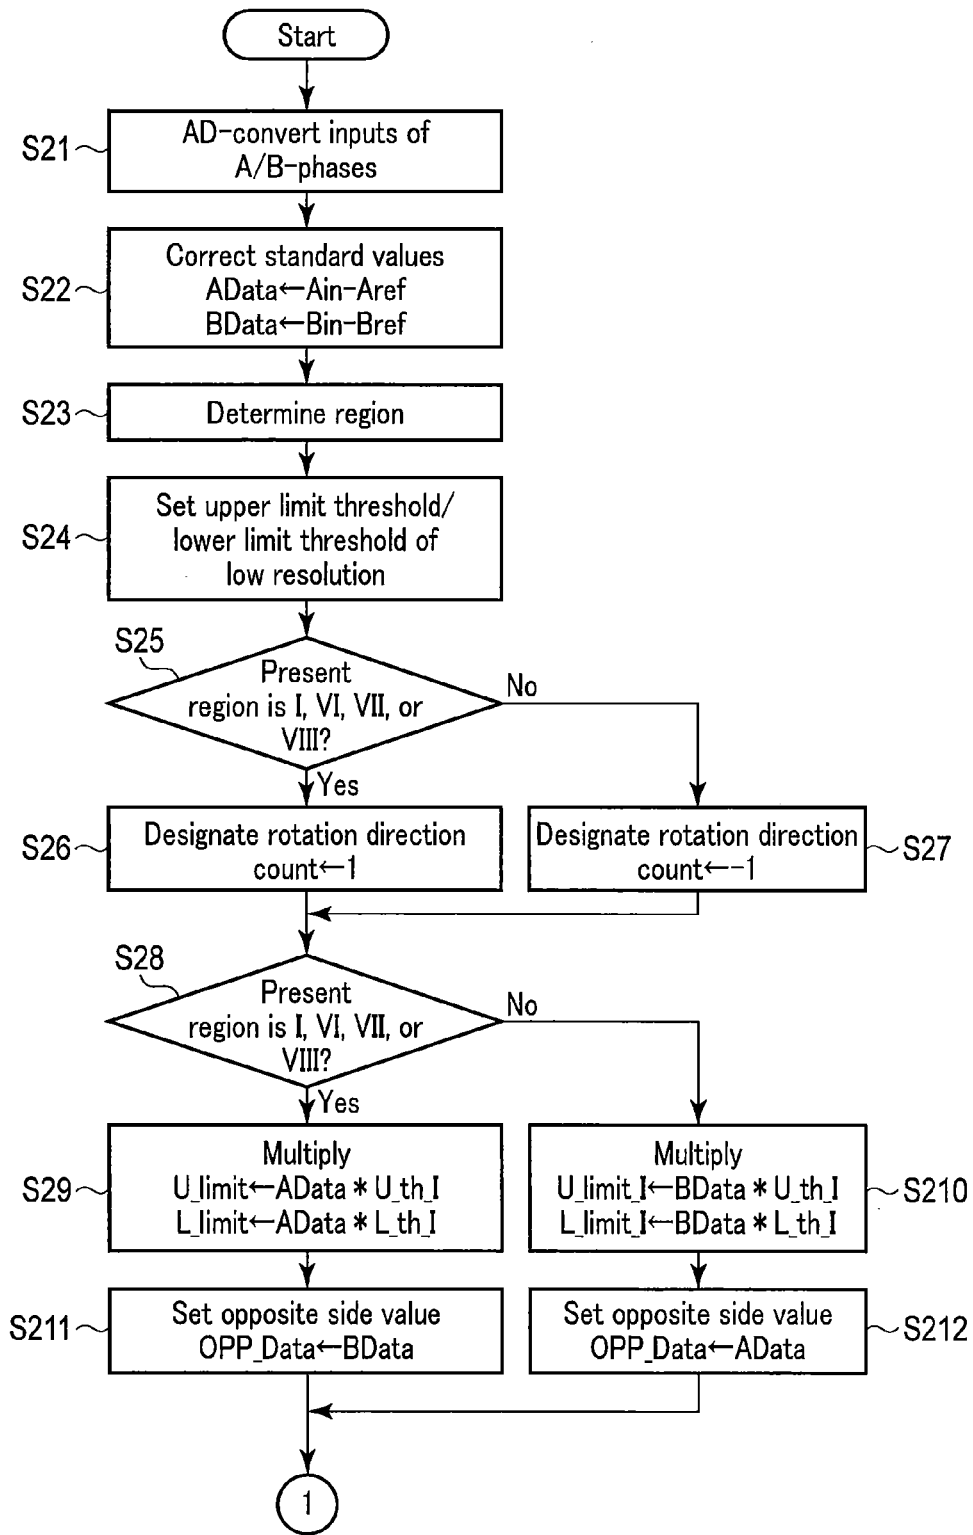 Start
S21
AD-convert inputs of
A/B-phases
S22
Correct standard values
AData←Ain-Aref
BData←Bin-Bref
S23
Determine region
S24
Set upper limit threshold/
lower limit threshold of
low resolution
S25
Present
region is I, VI, VII, or
VIII?
No
Yes
S26
Designate rotation direction
count←1
Designate rotation direction
count←-1
S27
S28
Present
region is I, VI, VII, or
VIII?
No
Yes
S29
Multiply
U_limit←AData * U_th_I
L_limit←AData * L_th_I
Multiply
U_limit_I←BData * U_th_I
L_limit_I←BData * L_th_I
S210
S211
Set opposite side value
OPP_Data←BData
Set opposite side value
OPP_Data←AData
S212
1